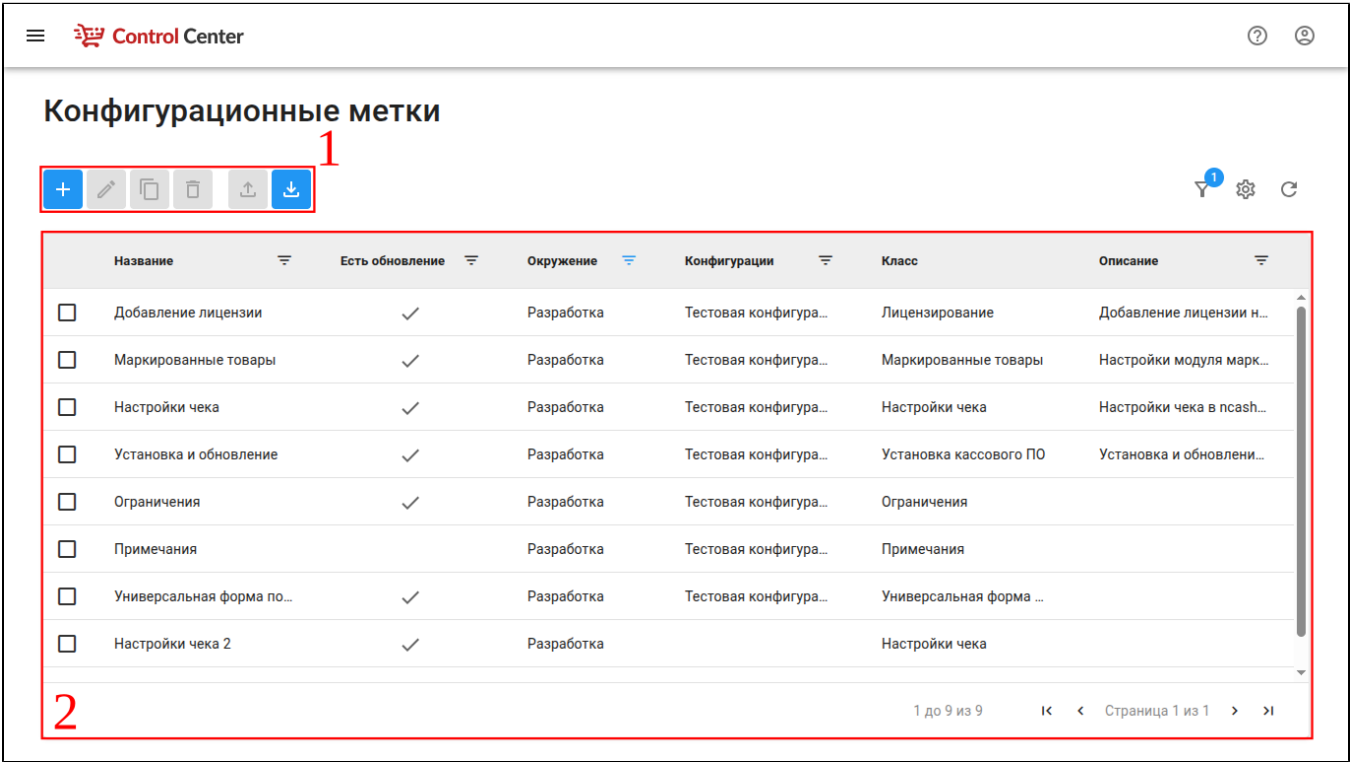 Control Center
Конфигурационные метки
1
1
Название Есть обновление Окружение Конфигурации Класс Описание
Добавление лицензии Разработка Тестовая конфигура... Лицензирование Добавление лицензии н...
Маркированные товары Разработка Тестовая конфигура... Маркированные товары Настройки модуля марк...
Настройки чека Разработка Тестовая конфигура... Настройки чека Настройки чека в ncash...
Установка и обновление Разработка Тестовая конфигура... Установка кассового ПО Установка и обновлени...
Ограничения Разработка Тестовая конфигура... Ограничения
Примечания Разработка Тестовая конфигура... Примечания
Универсальная форма по... Разработка Тестовая конфигура... Универсальная форма ...
Настройки чека 2 Разработка Настройки чека
2
1 до 9 из 9 Страница 1 из 1